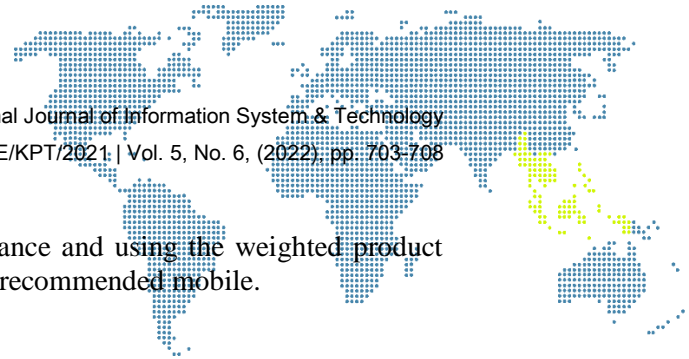 nal Journal of Information System & Technology
E/KPT/2021 | Vol. 5, No. 6, (2022), pp. 703-708
ance and using the weighted product
recommended mobile.